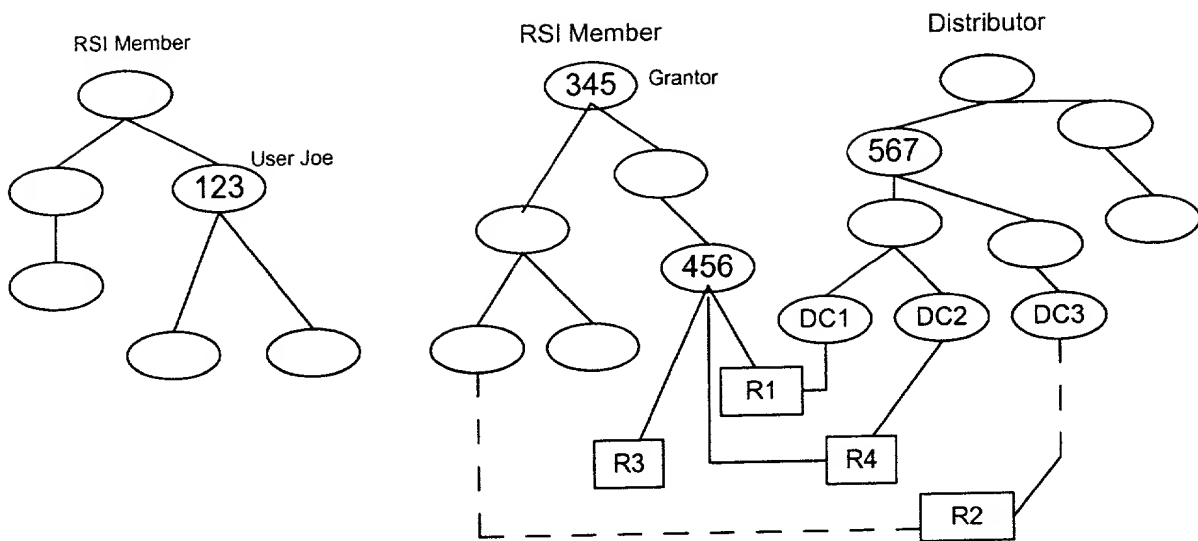 RSI Member
RSI Member
Distributor
345
Grantor
User Joe
123
567
456
DC1
DC2
DC3
R1
R3
R4
R2